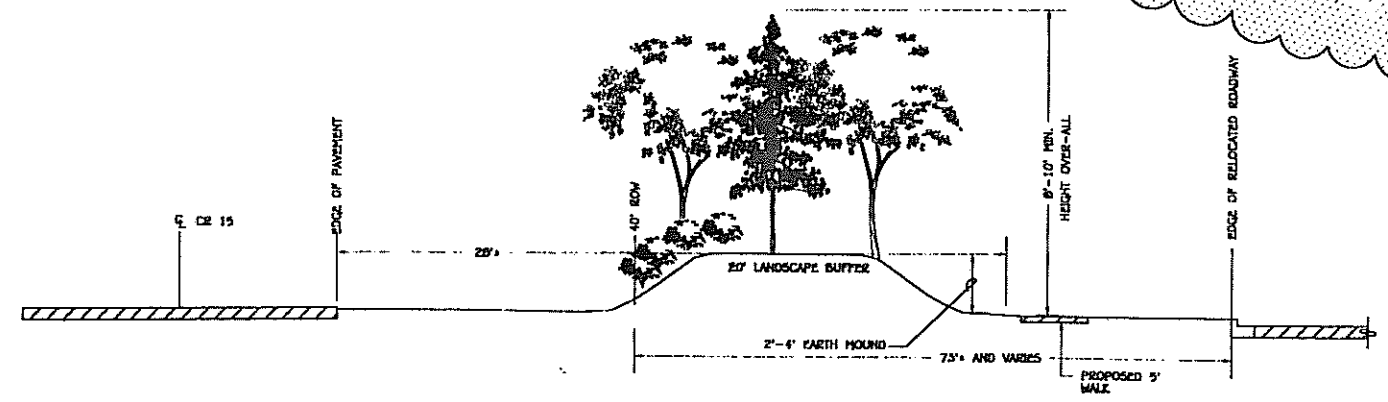 ℄ CR 15
EDGE OF PAVEMENT
28'±
40' ROW
20' LANDSCAPE BUFFER
2'-4' EARTH MOUND
8'-10' MIN.
HEIGHT OVER-ALL
EDGE OF RELOCATED ROADWAY
73'± AND VARIES
PROPOSED 5'
WALK